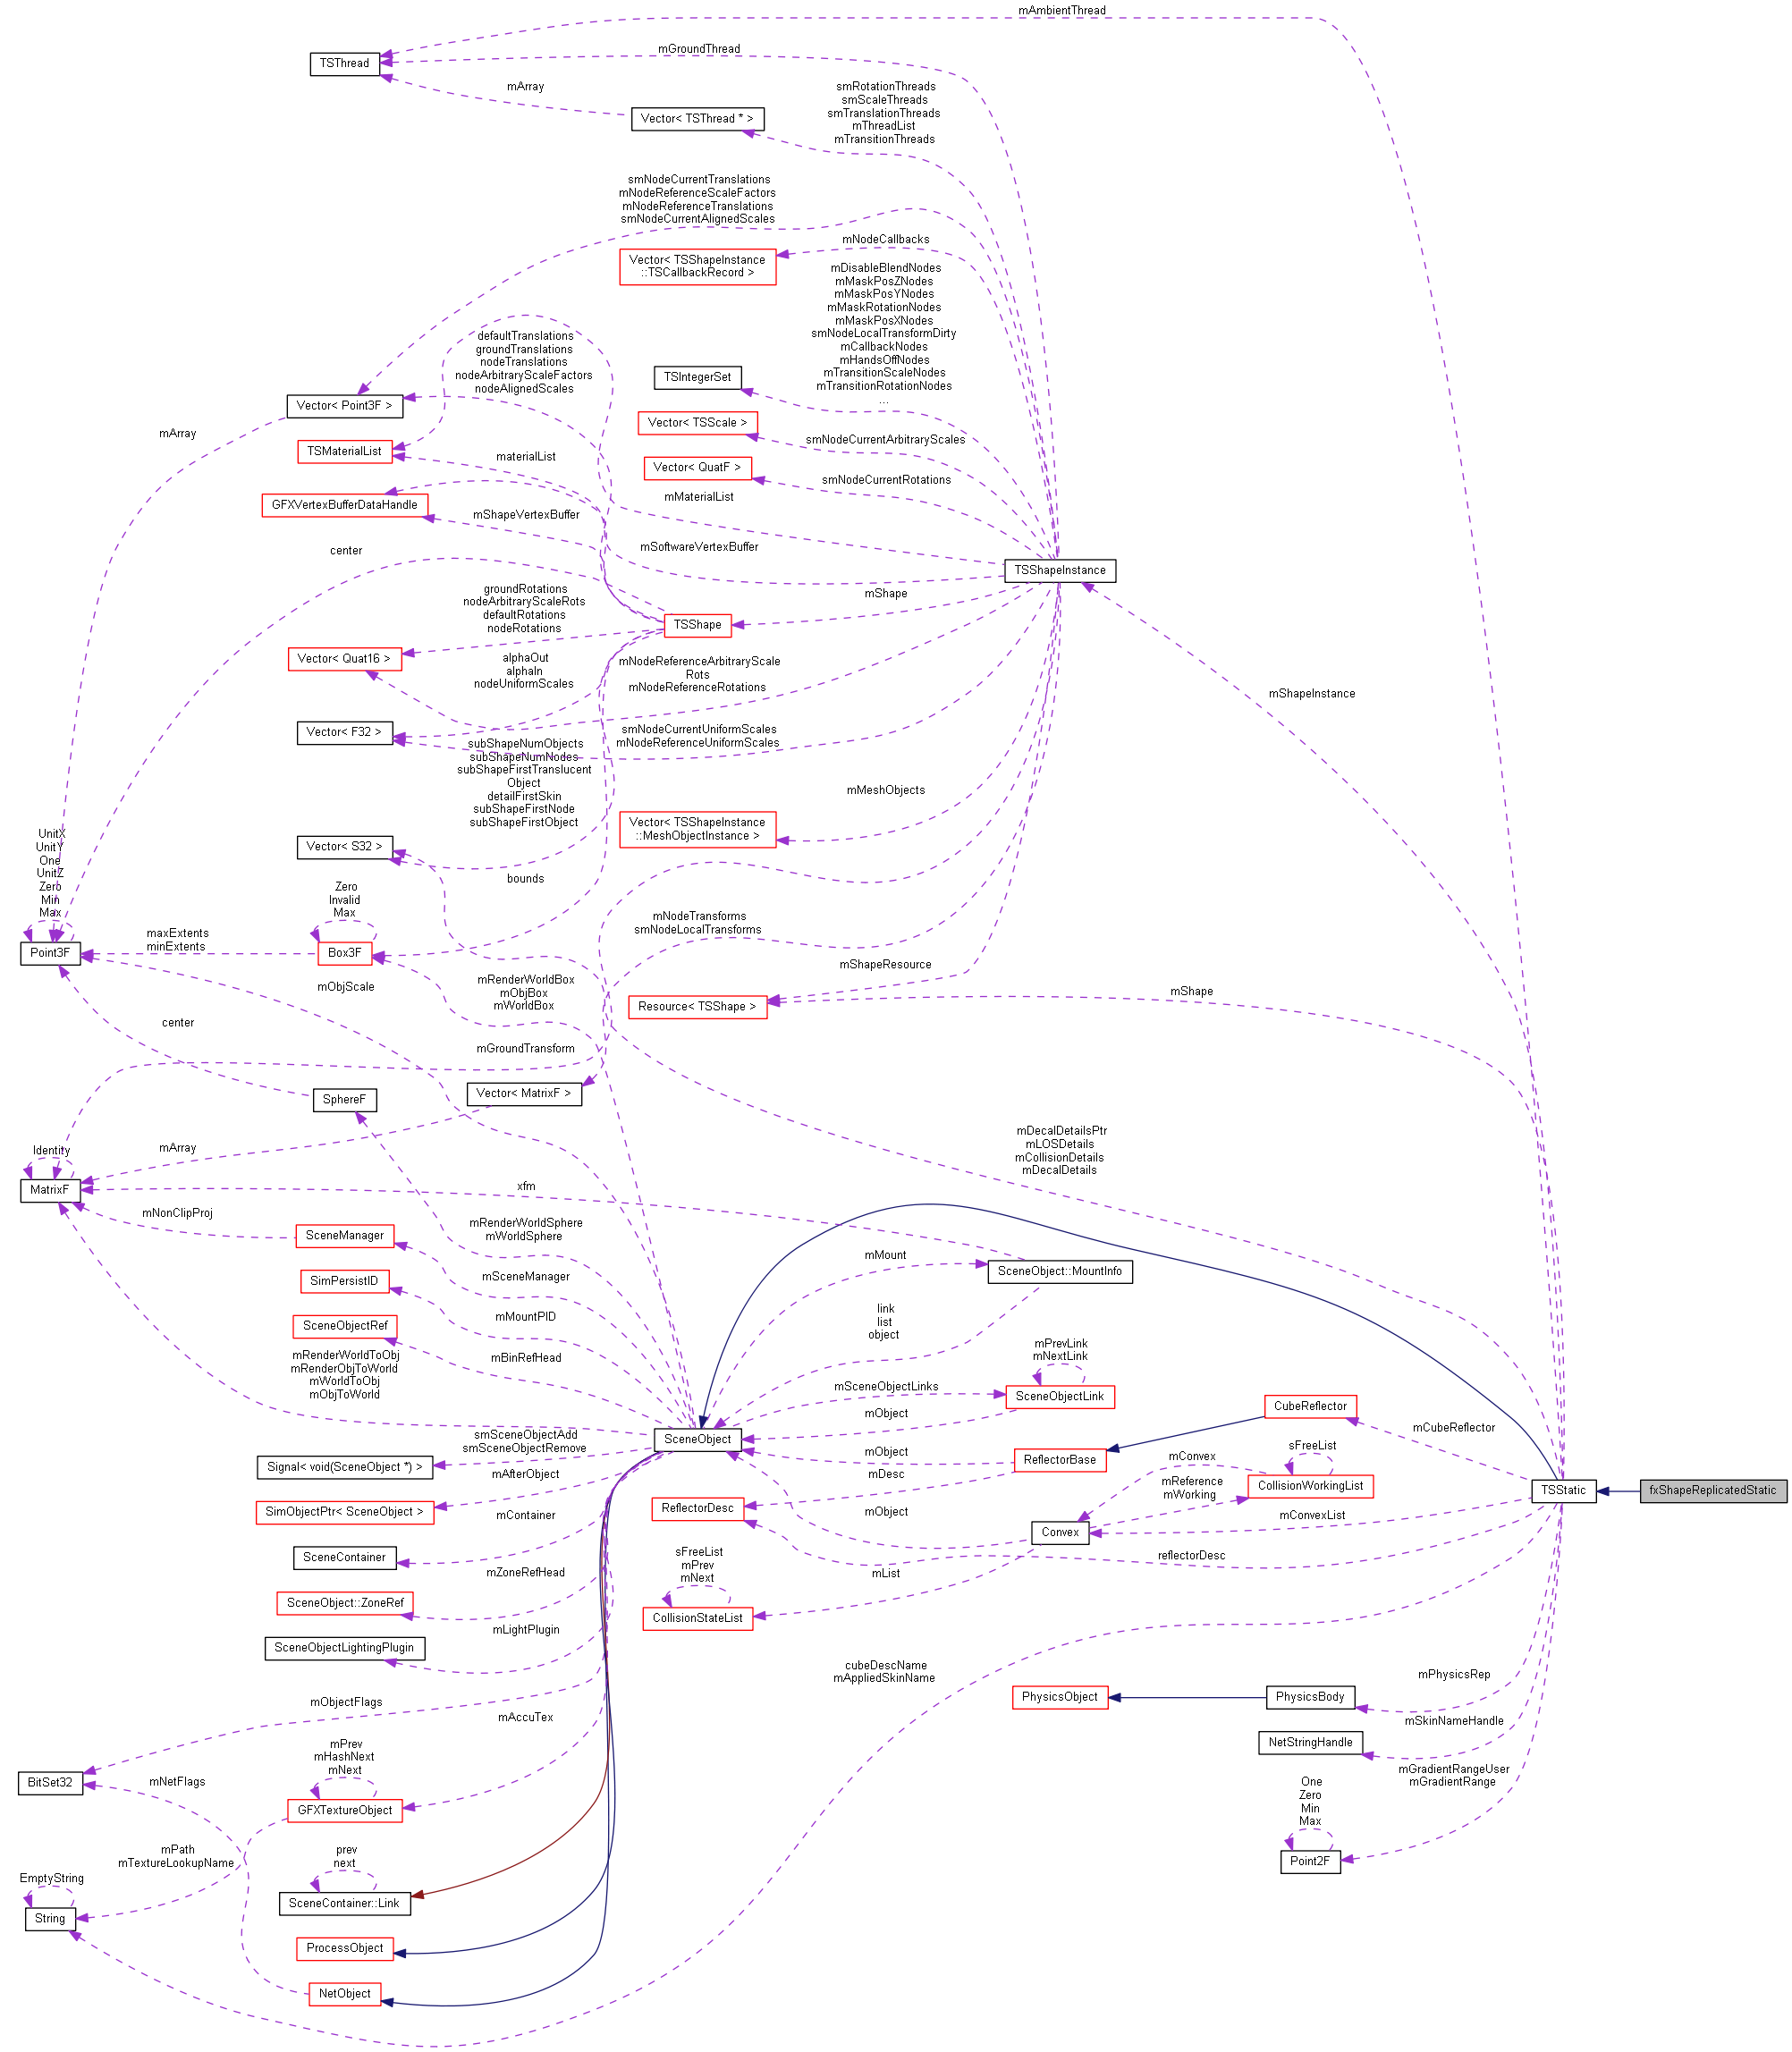 mAmbientThread
mGroundThread
TSThread
mArray
smRotationThreads
smScaleThreads
smTranslationThreads
mThreadList
mTransitionThreads
Vector< TSThread * >
smNodeCurrentTranslations
mNodeReferenceScaleFactors
mNodeReferenceTranslations
smNodeCurrentAlignedScales
mNodeCallbacks
Vector< TSShapeInstance
::TSCallbackRecord >
mDisableBlendNodes
mMaskPosZNodes
mMaskPosYNodes
mMaskRotationNodes
mMaskPosXNodes
smNodeLocalTransformDirty
mCallbackNodes
mHandsOffNodes
mTransitionScaleNodes
mTransitionRotationNodes
...
defaultTranslations
groundTranslations
nodeTranslations
nodeArbitraryScaleFactors
nodeAlignedScales
TSIntegerSet
Vector< Point3F >
Vector< TSScale >
mArray
smNodeCurrentArbitraryScales
TSMaterialList
materialList
Vector< QuatF >
smNodeCurrentRotations
mMaterialList
GFXVertexBufferDataHandle
mShapeVertexBuffer
center
mSoftwareVertexBuffer
TSShapeInstance
groundRotations
nodeArbitraryScaleRots
defaultRotations
nodeRotations
mShape
TSShape
Vector< Quat16 >
alphaOut
alphaIn
nodeUniformScales
mNodeReferenceArbitraryScale
Rots
mNodeReferenceRotations
mShapeInstance
Vector< F32 >
smNodeCurrentUniformScales
mNodeReferenceUniformScales
subShapeNumObjects
subShapeNumNodes
subShapeFirstTranslucent
Object
detailFirstSkin
subShapeFirstNode
subShapeFirstObject
mMeshObjects
Vector< TSShapeInstance
::MeshObjectInstance >
UnitX
UnitY
One
UnitZ
Zero
Min
Max
Vector< S32 >
bounds
Zero
Invalid
Max
mNodeTransforms
smNodeLocalTransforms
Point3F
maxExtents
minExtents
Box3F
mObjScale
mRenderWorldBox
mObjBox
mWorldBox
mShapeResource
mShape
Resource< TSShape >
center
mGroundTransform
SphereF
Vector< MatrixF >
mDecalDetailsPtr
mLOSDetails
mCollisionDetails
mDecalDetails
Identity
mArray
MatrixF
xfm
mNonClipProj
mRenderWorldSphere
mWorldSphere
SceneManager
mSceneManager
mMount
SceneObject::MountInfo
SimPersistID
mMountPID
link
list
object
SceneObjectRef
mBinRefHead
mRenderWorldToObj
mRenderObjToWorld
mWorldToObj
mObjToWorld
mPrevLink
mNextLink
mSceneObjectLinks
SceneObjectLink
mObject
CubeReflector
mCubeReflector
smSceneObjectAdd
smSceneObjectRemove
SceneObject
Signal< void(SceneObject *) >
mObject
ReflectorBase
mConvex
sFreeList
mAfterObject
mDesc
mReference
mWorking
CollisionWorkingList
TSStatic
fxShapeReplicatedStatic
SimObjectPtr< SceneObject >
mContainer
ReflectorDesc
mObject
mConvexList
Convex
SceneContainer
mZoneRefHead
sFreeList
mPrev
mNext
mList
reflectorDesc
SceneObject::ZoneRef
CollisionStateList
mLightPlugin
SceneObjectLightingPlugin
cubeDescName
mAppliedSkinName
mPhysicsRep
mObjectFlags
PhysicsObject
PhysicsBody
mAccuTex
mSkinNameHandle
NetStringHandle
mPrev
mHashNext
mNext
BitSet32
mNetFlags
mGradientRangeUser
mGradientRange
One
Zero
Min
Max
GFXTextureObject
mPath
mTextureLookupName
Point2F
prev
next
EmptyString
SceneContainer::Link
String
ProcessObject
NetObject